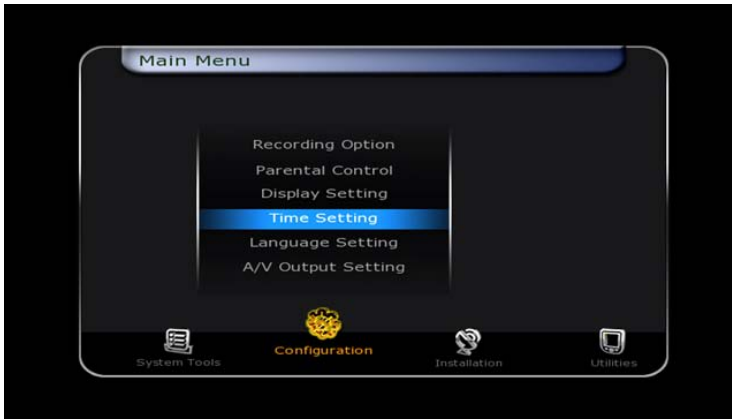 Main Menu
Recording Option
Parental Control
Display Setting
Time Setting
Language Setting
A/V Output Setting
System Tools
Configuration
Installation
Utilities